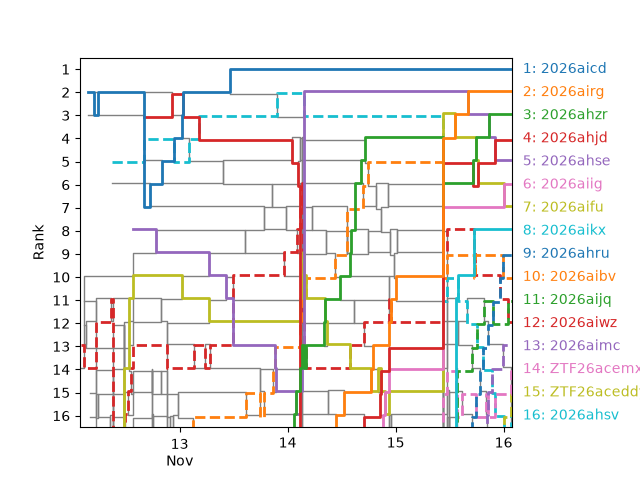 1
2
3
4
5
6
7
8
9
10
11
12
13
14
15
16
Rank
13
14
15
16
Nov
1: 2026aicd
2: 2026airg
3: 2026ahzr
4: 2026ahjd
5: 2026ahse
6: 2026aiig
7: 2026aifu
8: 2026aikx
9: 2026ahru
10: 2026aibv
11: 2026aijq
12: 2026aiwz
13: 2026aimc
14: ZTF26acemx
15: ZTF26acedd
16: 2026ahsv